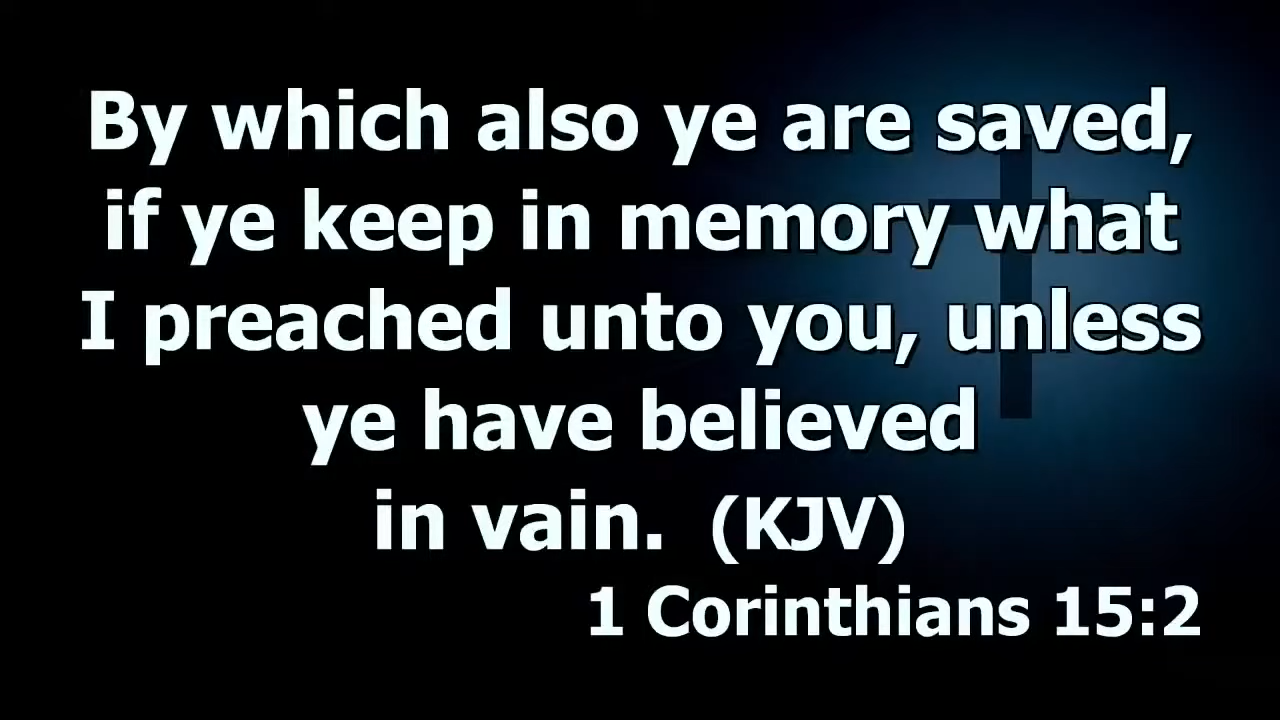 By which also ye are saved,
if ye keep in memory what
I preached unto you, unless
ye have believed
in vain.  (KJV)
1 Corinthians 15:2